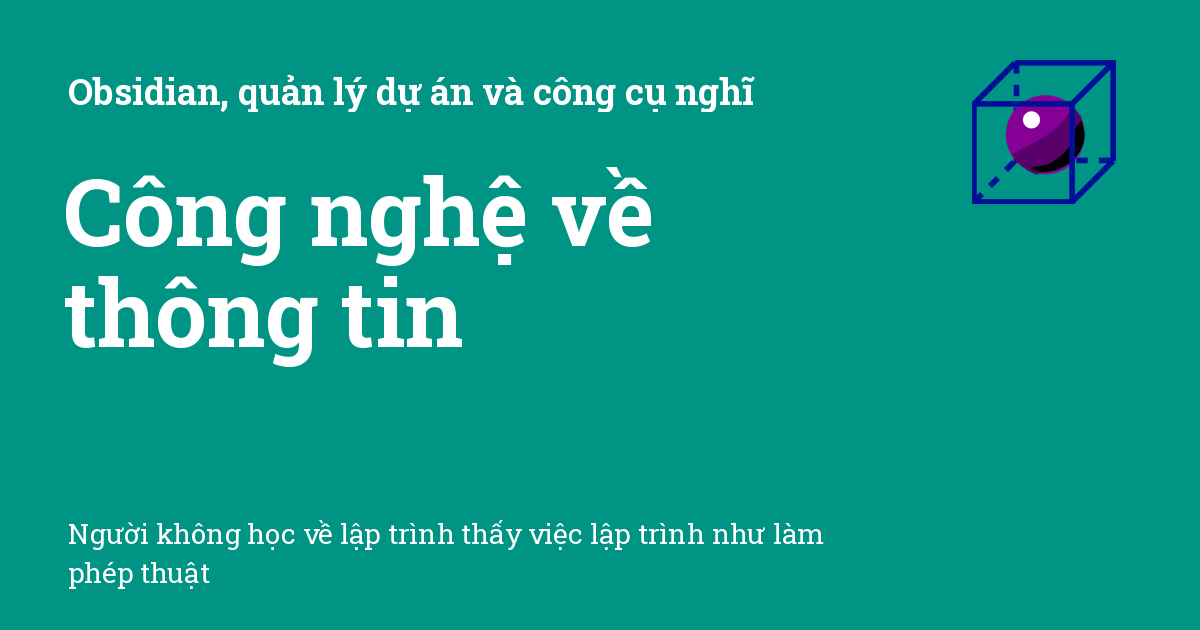 Obsidian, quản lý dự án và công cụ nghĩ
Công nghệ về
thông tin
Người không học về lập trình thấy việc lập trình như làm
phép thuật